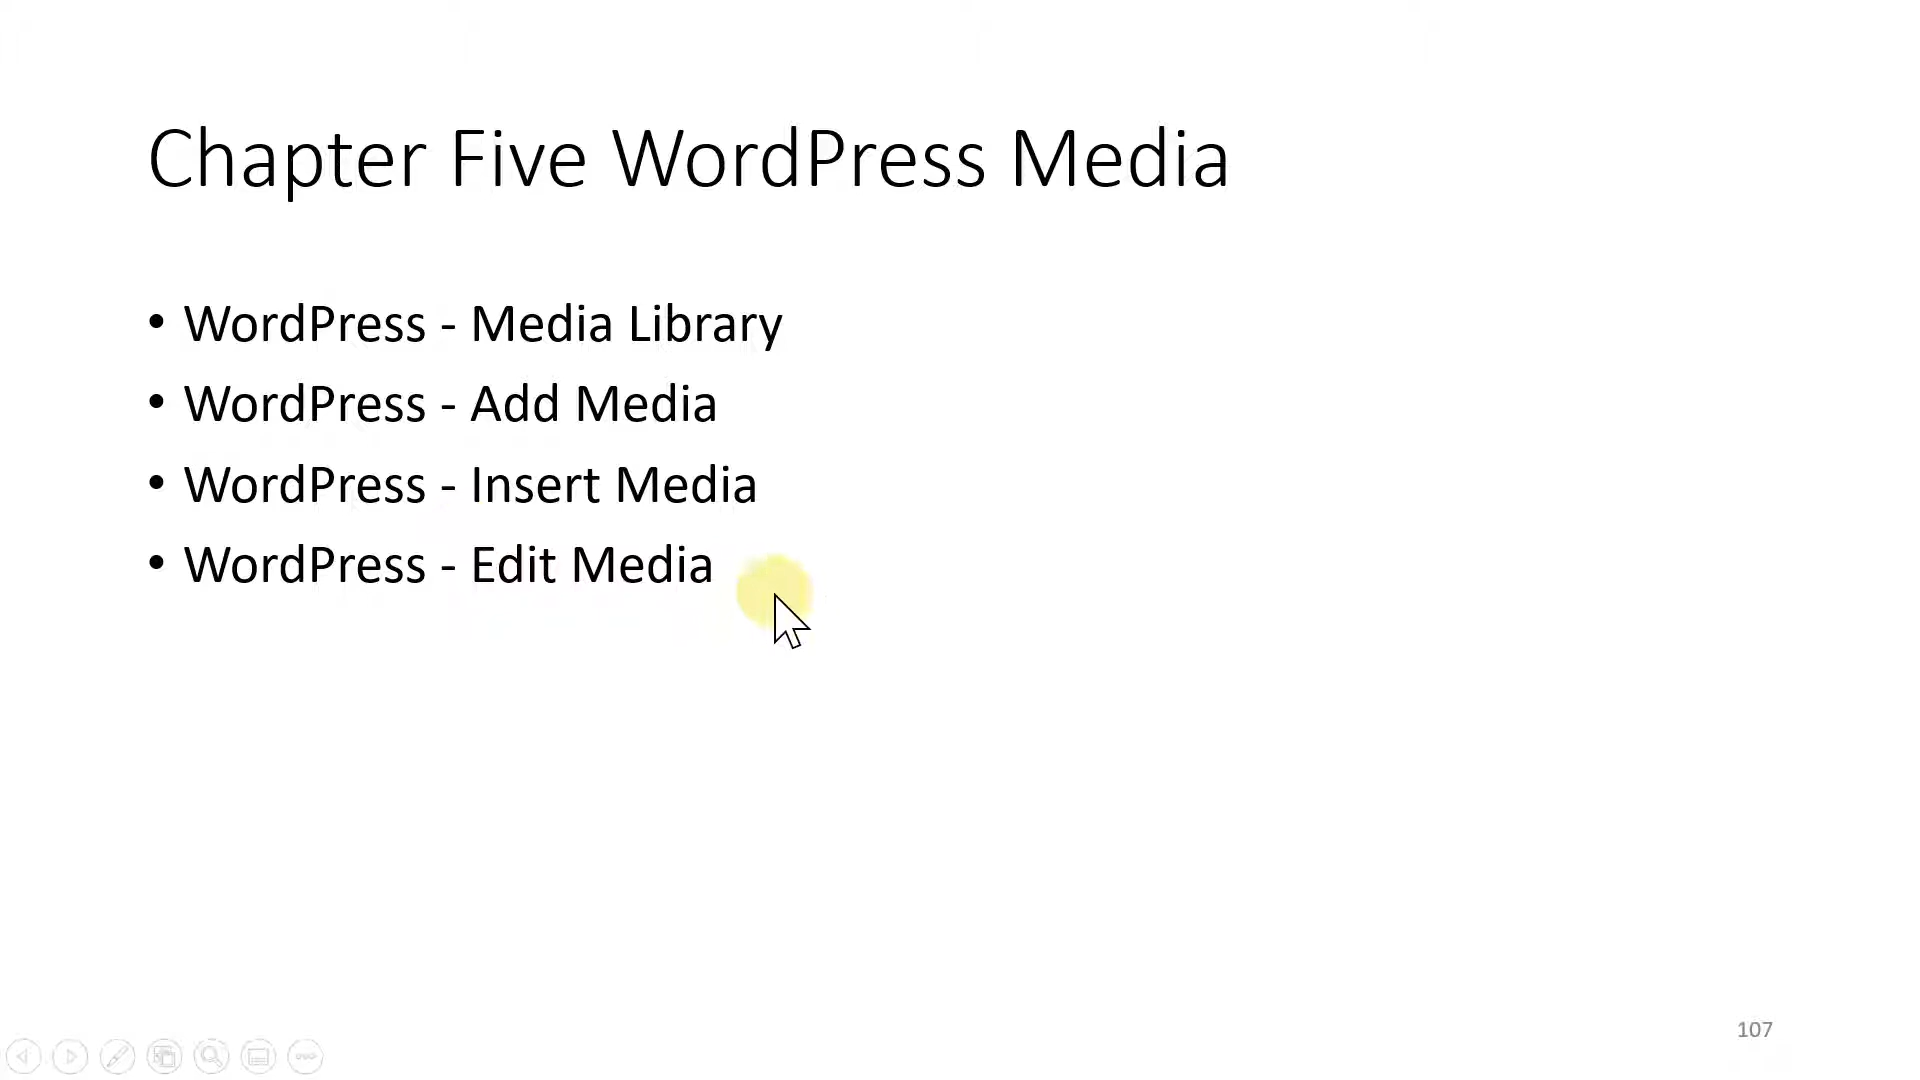 Chapter Five WordPress Media
• WordPress - Media Library
• WordPress - Add Media
• WordPress - Insert Media
• WordPress - Edit Media
107